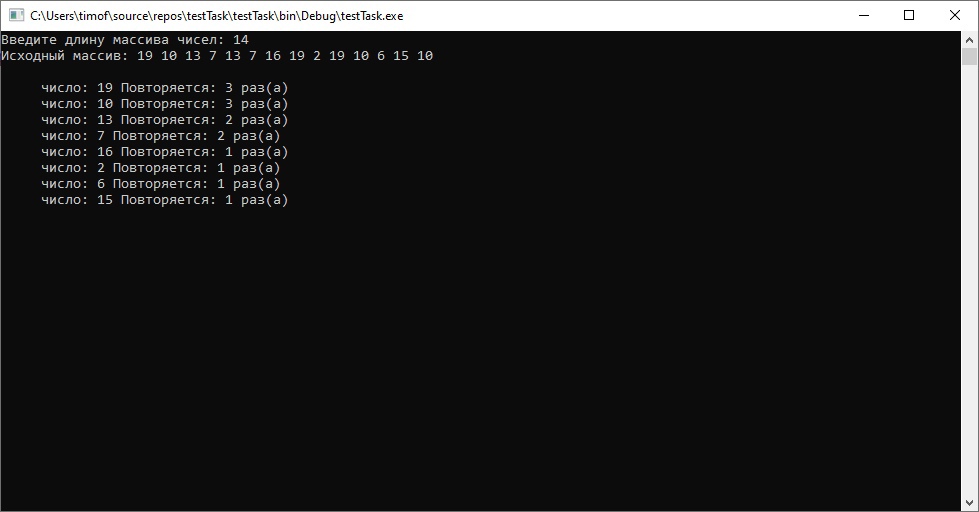 C:\Users\timof\source\repos\testTask\testTask\bin\Debug\testTask.exe
Введите длину массива чисел: 14
Исходный массив: 19 10 13 7 13 7 16 19 2 19 10 6 15 10
число: 19 Повторяется: 3 раз(а)
число: 10 Повторяется: 3 раз(а)
число: 13 Повторяется: 2 раз(а)
число: 7 Повторяется: 2 раз(а)
число: 16 Повторяется: 1 раз(а)
число: 2 Повторяется: 1 раз(а)
число: 6 Повторяется: 1 раз(а)
число: 15 Повторяется: 1 раз(а)